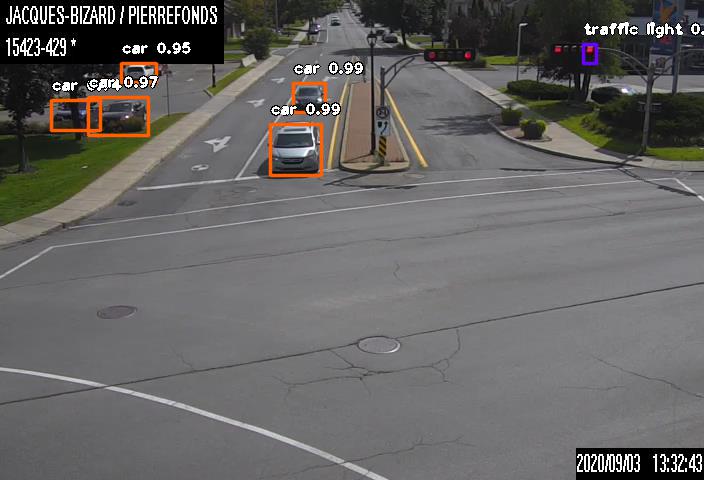 JACQUES-BIZARD / PIERREFONDS
15423-429 *
car 0.95
traffic light 0.
car 0.99
car
0.97
car 0.99
2020/09/03 13:32:43